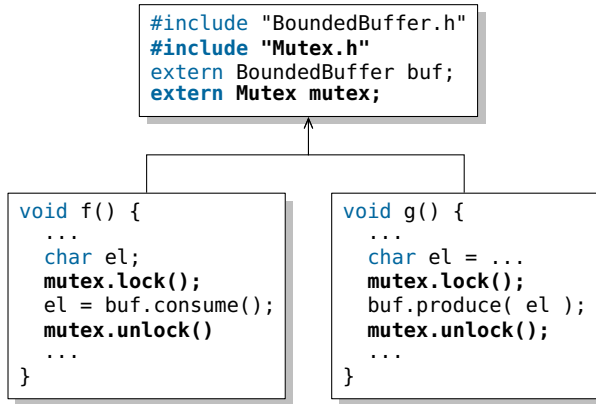 #include "BoundedBuffer.h"
#include "Mutex.h"
extern BoundedBuffer buf;
extern Mutex mutex;
void f() {
...
char el;
mutex.lock();
el = buf.consume();
mutex.unlock()
...
}
void g() {
...
char el = ...
mutex.lock();
buf.produce( el );
mutex.unlock();
...
}